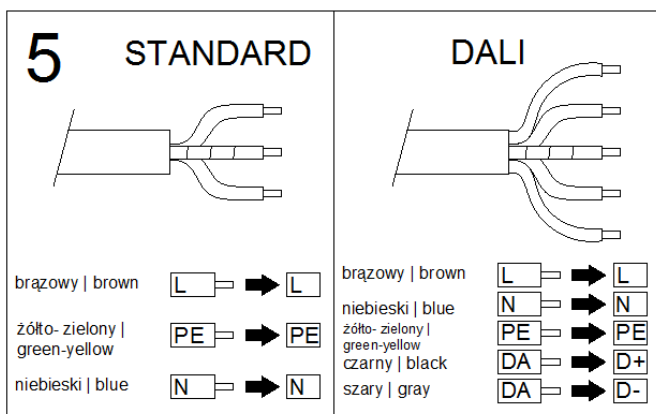 5 STANDARD
brązowy | brown L L
żółto- zielony |
green-yellow PE PE
niebieski | blue N N
DALI
brązowy | brown L L
niebieski | blue N N
żółto- zielony |
green-yellow PE PE
czarny | black DA D+
szary | gray DA D-